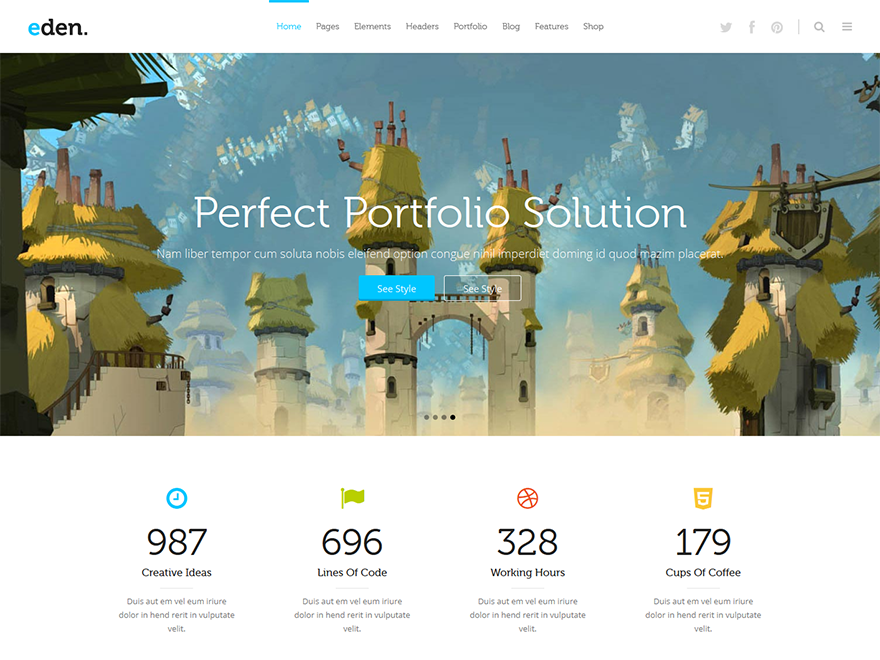 eden.
Home Pages Elements Headers Portfolio Blog Features Shop
Perfect Portfolio Solution
Nam liber tempor cum soluta nobis eleifend option congue nihil imperdiet doming id quod mazim placerat.
See Style See Style
987 696 328 179
Creative Ideas Lines Of Code Working Hours Cups Of Coffee
Duis aut em vel eum iriure Duis aut em vel eum iriure Duis aut em vel eum iriure Duis aut em vel eum iriure
dolor in hend rerit in vulputate dolor in hend rerit in vulputate dolor in hend rerit in vulputate dolor in hend rerit in vulputate
velit. velit. velit. velit.